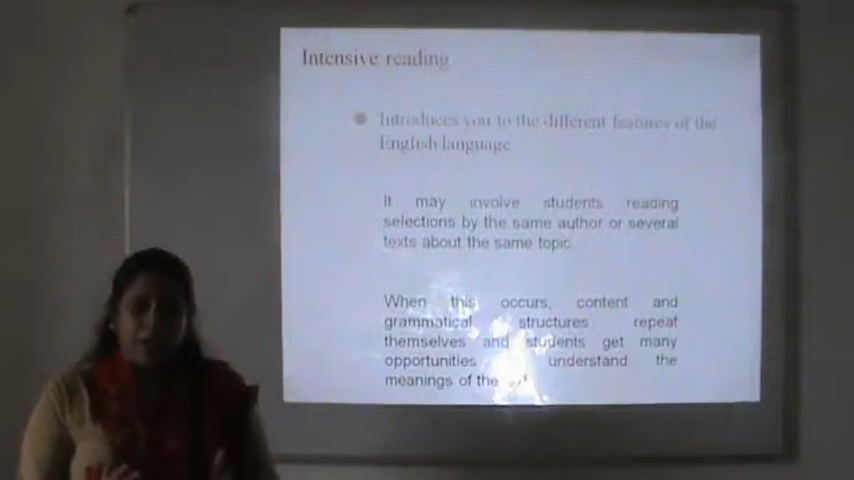 Intensive reading
Introduces you to the different features of the
English language
It may involve students reading
selections by the same author or several
texts about the same topic
When this occurs, content and
grammatical structures repeat
themselves and students get many
opportunities understand the
meanings of the